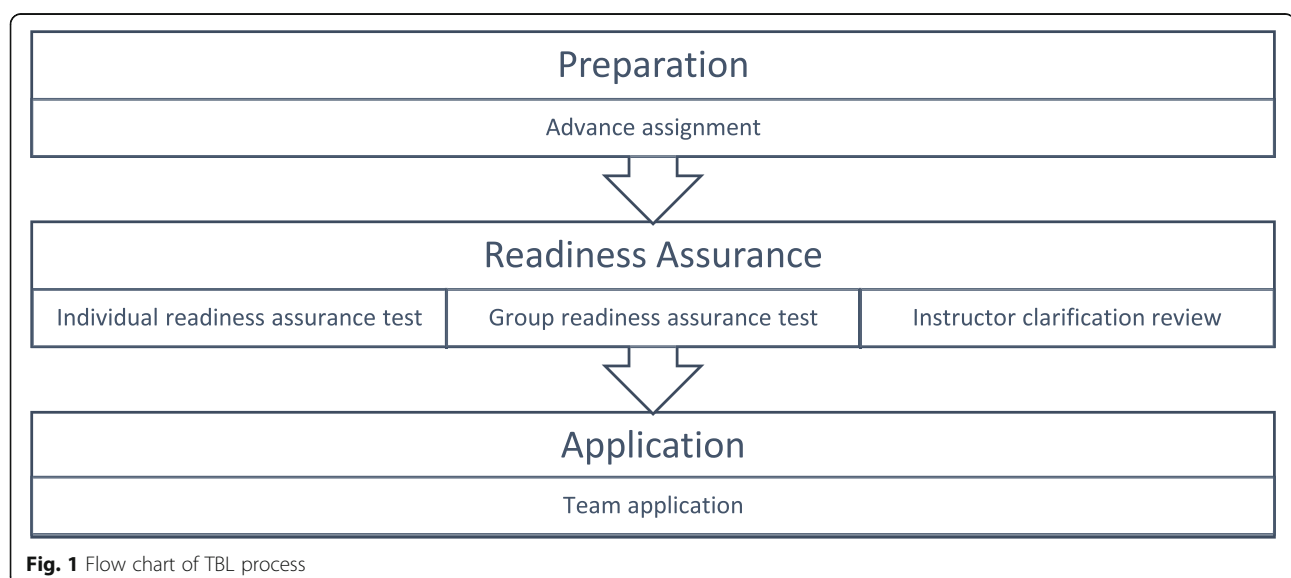 Preparation
Advance assignment
Readiness Assurance
Individual readiness assurance test
Group readiness assurance test
Instructor clarification review
Application
Team application
Fig. 1 Flow chart of TBL process